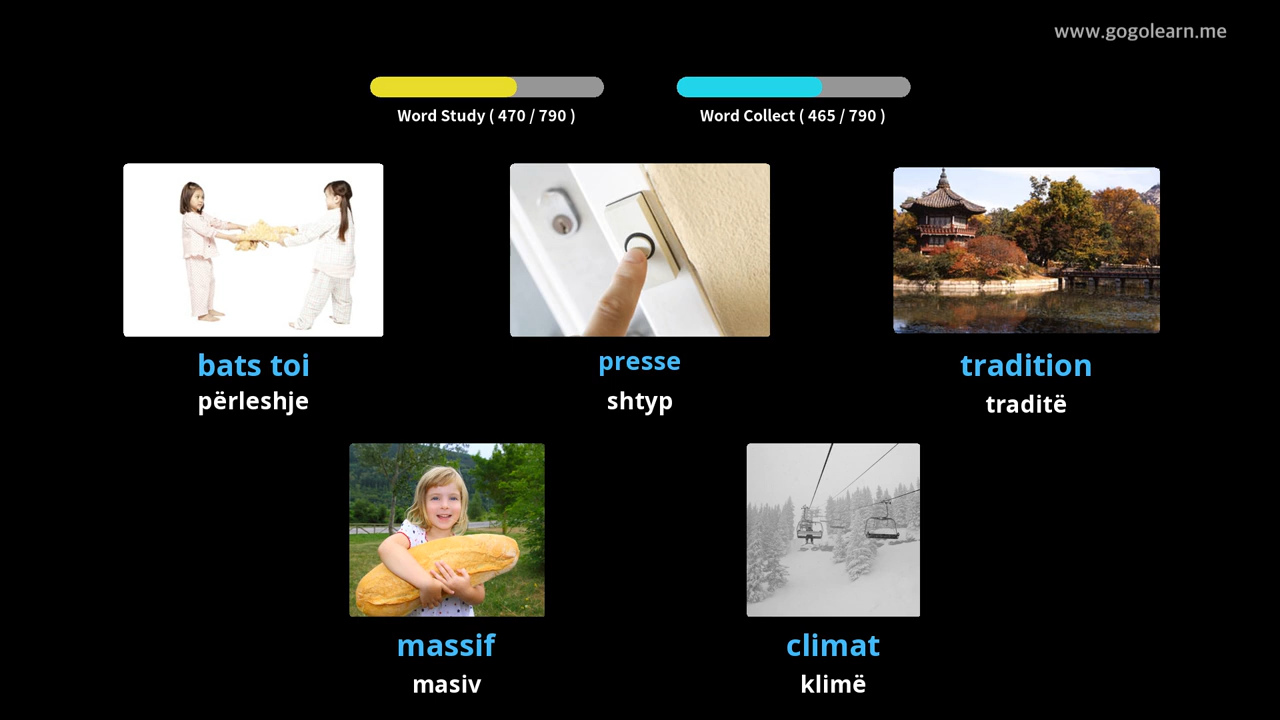 www.gogolearn.me
Word Study ( 470 / 790 )
Word Collect ( 465 / 790 )
bats toi
përleshje
presse
shtyp
tradition
traditë
massif
masiv
climat
klimë